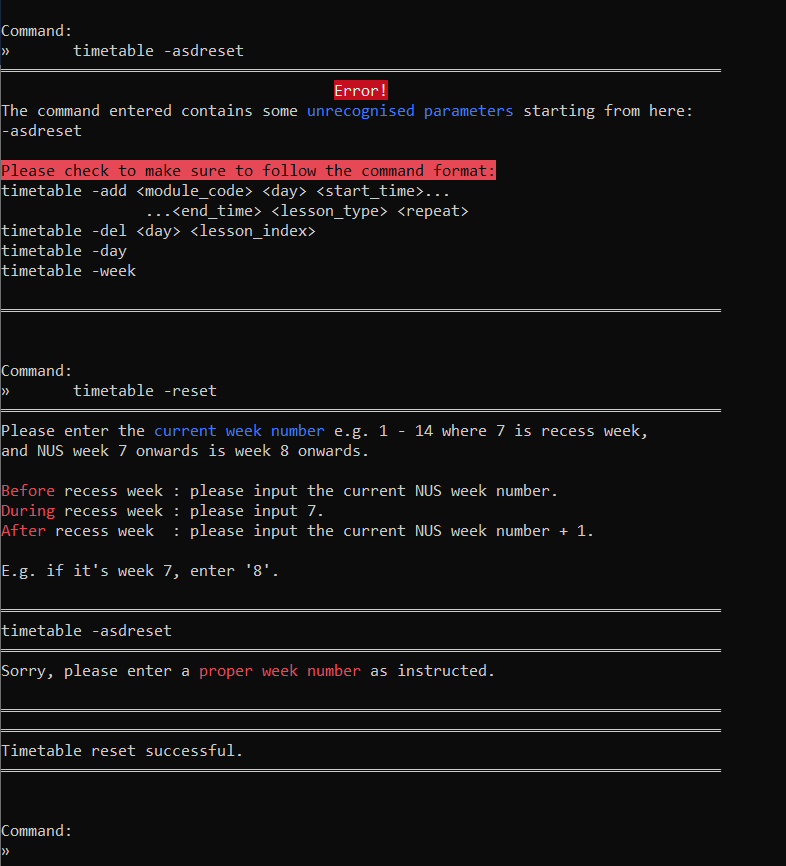 Command:
»       timetable -asdreset
Error!
The command entered contains some unrecognised parameters starting from here:
-asdreset
Please check to make sure to follow the command format:
timetable -add <module_code> <day> <start_time>...
...<end_time> <lesson_type> <repeat>
timetable -del <day> <lesson_index>
timetable -day
timetable -week
Command:
»       timetable -reset
Please enter the current week number e.g. 1 - 14 where 7 is recess week,
and NUS week 7 onwards is week 8 onwards.
Before recess week : please input the current NUS week number.
During recess week : please input 7.
After recess week  : please input the current NUS week number + 1.
E.g. if it's week 7, enter '8'.
timetable -asdreset
Sorry, please enter a proper week number as instructed.
Timetable reset successful.
Command:
»